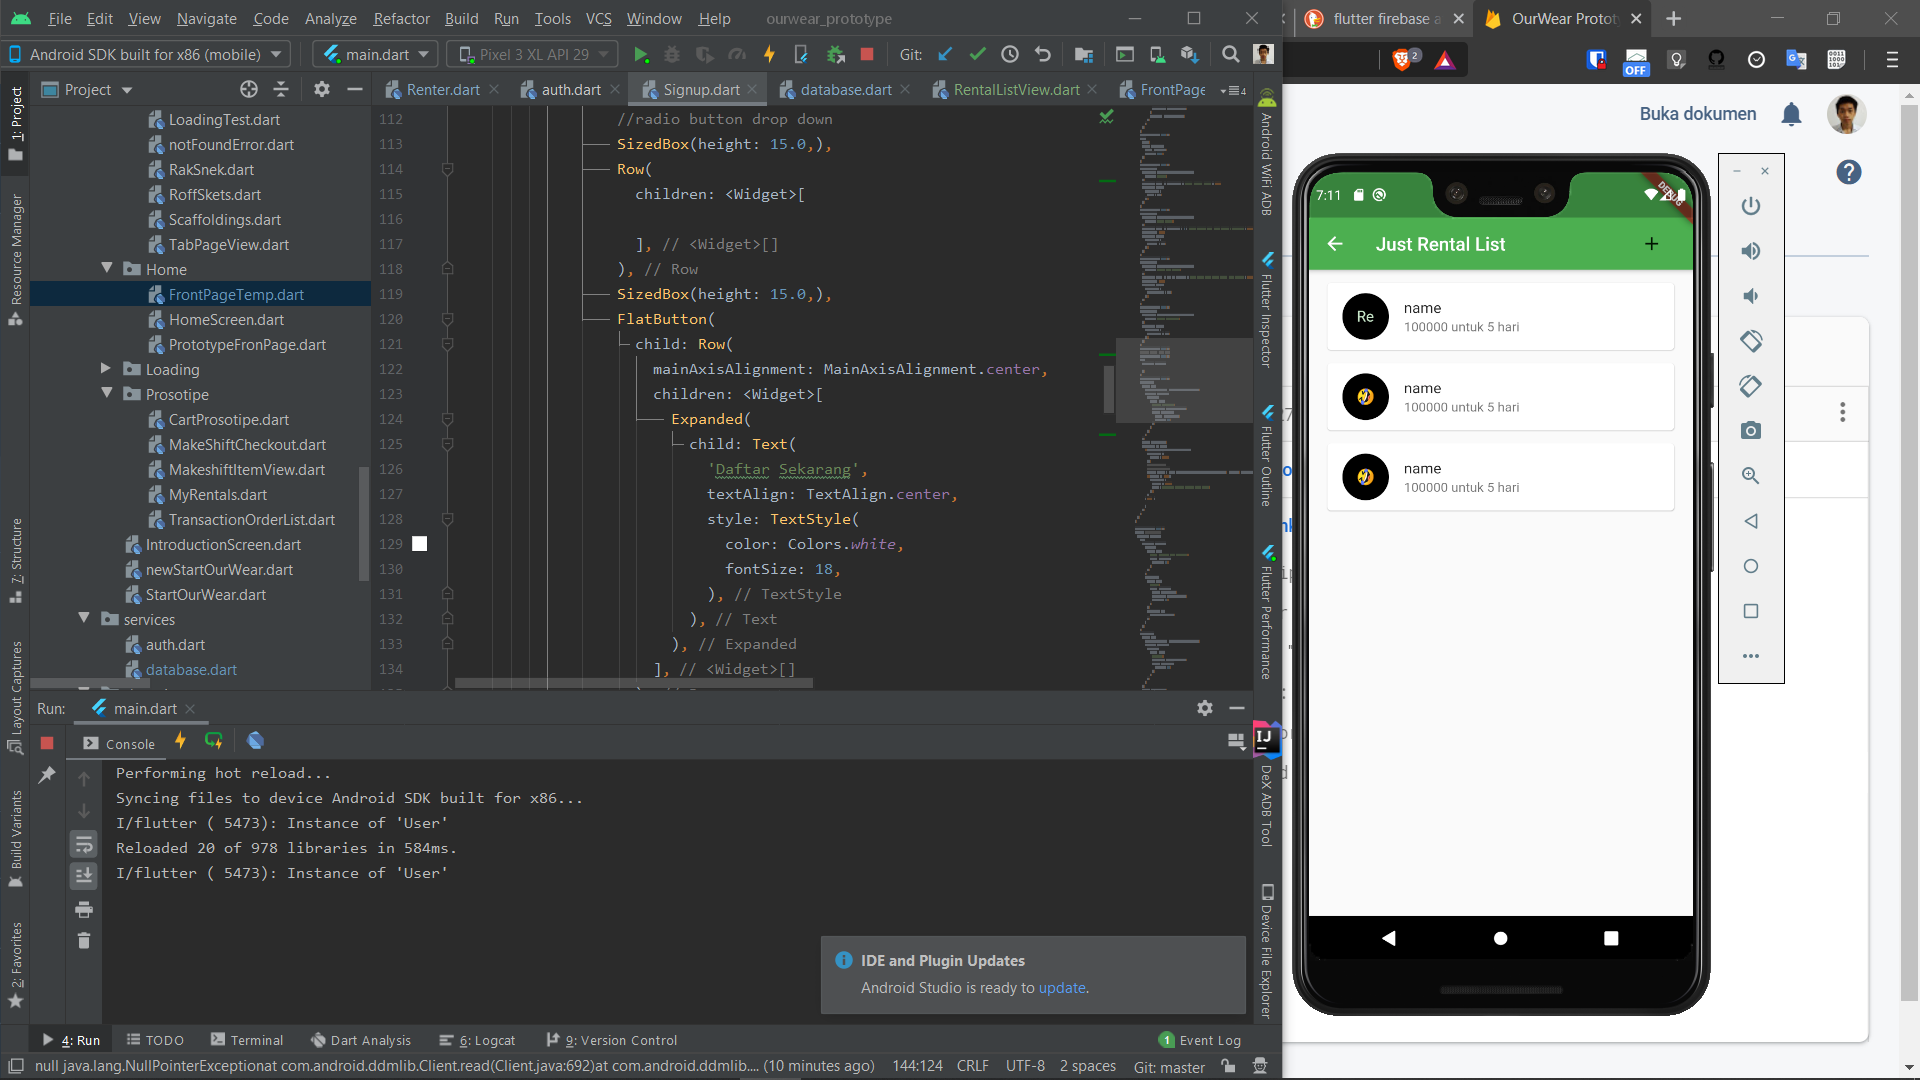 File Edit View Navigate Code Analyze Refactor Build Run Tools VCS Window Help ourwear_prototype
flutter firebase a
OurWear Protot
Android SDK built for x86 (mobile)
main.dart
Pixel 3 XL API 29
Git:
2
OFF
Project
Renter.dart
auth.dart
Signup.dart
database.dart
RentalListView.dart
FrontPage
4
1: Project
Resource Manager
7: Structure
Layout Captures
Build Variants
2: Favorites
LoadingTest.dart
notFoundError.dart
RakSnek.dart
RoffSkets.dart
Scaffoldings.dart
TabPageView.dart
Home
FrontPageTemp.dart
HomeScreen.dart
PrototypeFronPage.dart
Loading
Prosotipe
CartProsotipe.dart
MakeShiftCheckout.dart
MakeshiftItemView.dart
MyRentals.dart
TransactionOrderList.dart
IntroductionScreen.dart
newStartOurWear.dart
StartOurWear.dart
services
auth.dart
database.dart
112 //radio button drop down
113 SizedBox(height: 15.0,),
114 Row(
115 children: <Widget>[
116
117 ], // <Widget>[]
118 ), // Row
119 SizedBox(height: 15.0,),
120 FlatButton(
121 child: Row(
122 mainAxisAlignment: MainAxisAlignment.center,
123 children: <Widget>[
124 Expanded(
125 child: Text(
126 'Daftar Sekarang',
127 textAlign: TextAlign.center,
128 style: TextStyle(
129 color: Colors.white,
130 fontSize: 18,
131 ), // TextStyle
132 ), // Text
133 ), // Expanded
134 ], // <Widget>[]
Android WiFi ADB
Flutter Inspector
Flutter Outline
Flutter Performance
DeX ADB Tool
Device File Explorer
IJ
Run: main.dart
Console
Performing hot reload...
Syncing files to device Android SDK built for x86...
I/flutter ( 5473): Instance of 'User'
Reloaded 20 of 978 libraries in 584ms.
I/flutter ( 5473): Instance of 'User'
IDE and Plugin Updates
Android Studio is ready to update.
4: Run
TODO
Terminal
Dart Analysis
6: Logcat
9: Version Control
1 Event Log
null java.lang.NullPointerExceptionat com.android.ddmlib.Client.read(Client.java:692)at com.android.ddmlib.... (10 minutes ago)
144:124 CRLF UTF-8 2 spaces Git: master
Buka dokumen
?
7:11
DEBUG
Just Rental List
+
Re
name
100000 untuk 5 hari
name
100000 untuk 5 hari
name
100000 untuk 5 hari